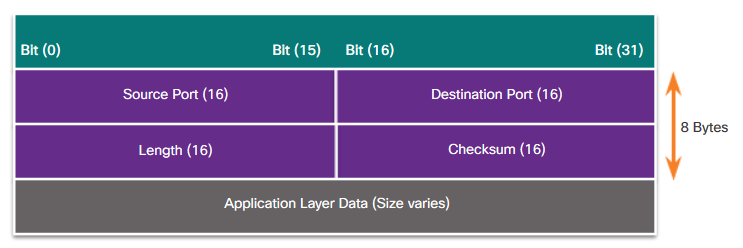 Bit (0) Bit (15) Bit (16) Bit (31)
Source Port (16) Destination Port (16)
8 Bytes
Length (16) Checksum (16)
Application Layer Data (Size varies)